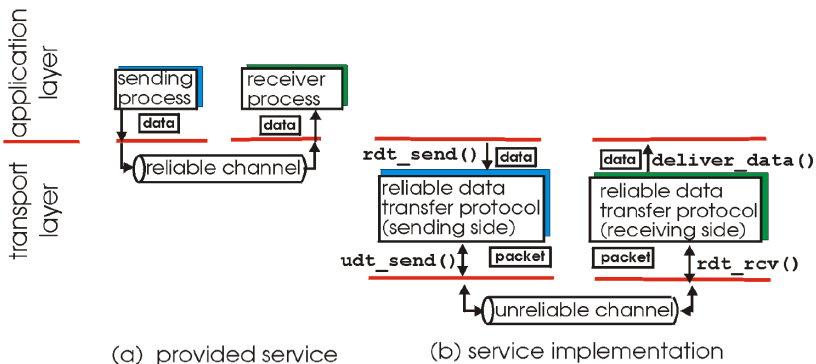 application
layer
transport
layer
sending
process
receiver
process
data
data
reliable channel
(a) provided service
rdt_send()
data
data
deliver_data()
reliable data
transfer protocol
(sending side)
reliable data
transfer protocol
(receiving side)
udt_send()
packet
packet
rdt_rcv()
unreliable channel
(b) service implementation